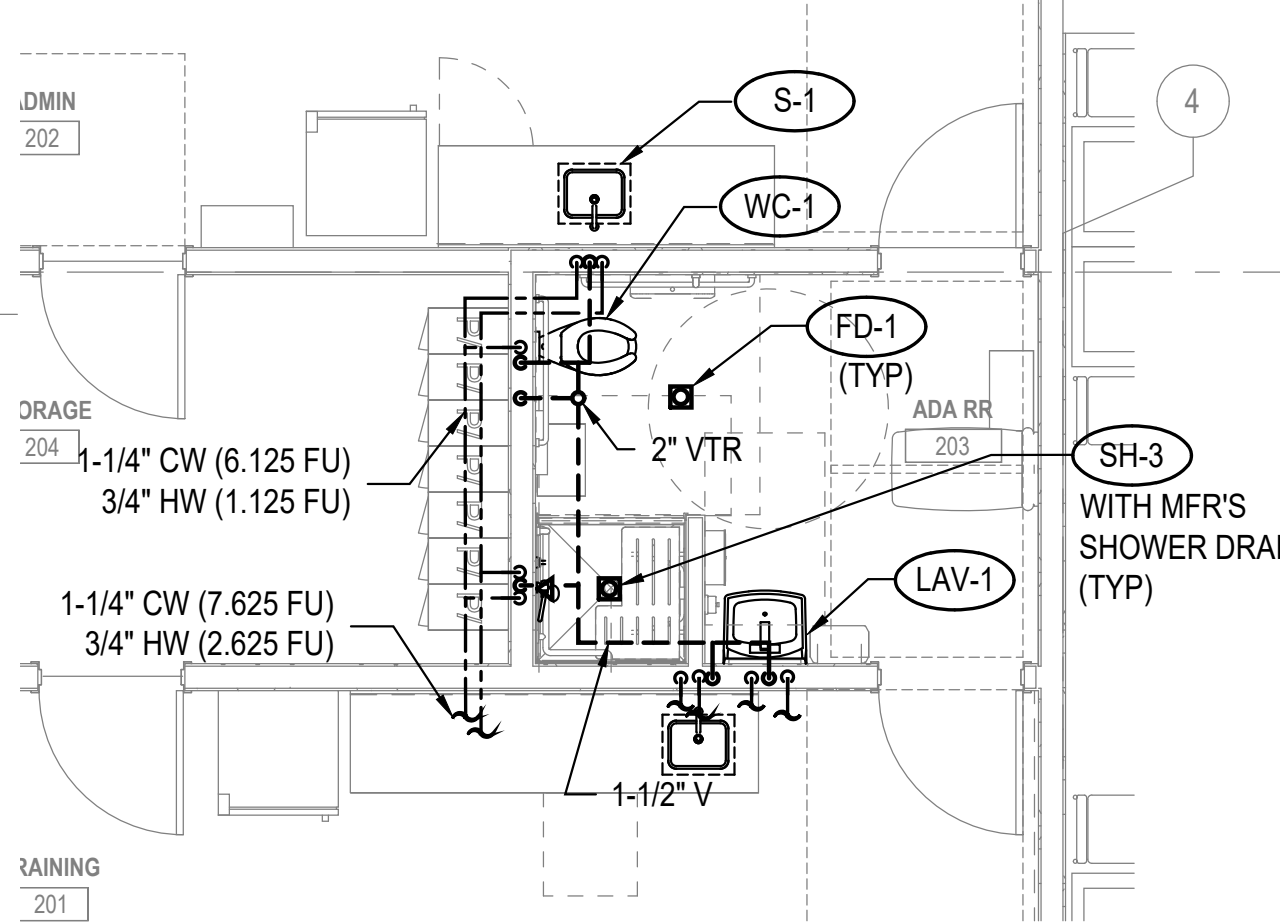 S-1
4
ADMIN
202
WC-1
FD-1
(TYP)
ORAGE
204
ADA RR
203
1-1/4" CW (6.125 FU)
3/4" HW (1.125 FU)
2" VTR
SH-3
WITH MFR'S
SHOWER DRAI
(TYP)
LAV-1
1-1/4" CW (7.625 FU)
3/4" HW (2.625 FU)
1-1/2" V
RAINING
201